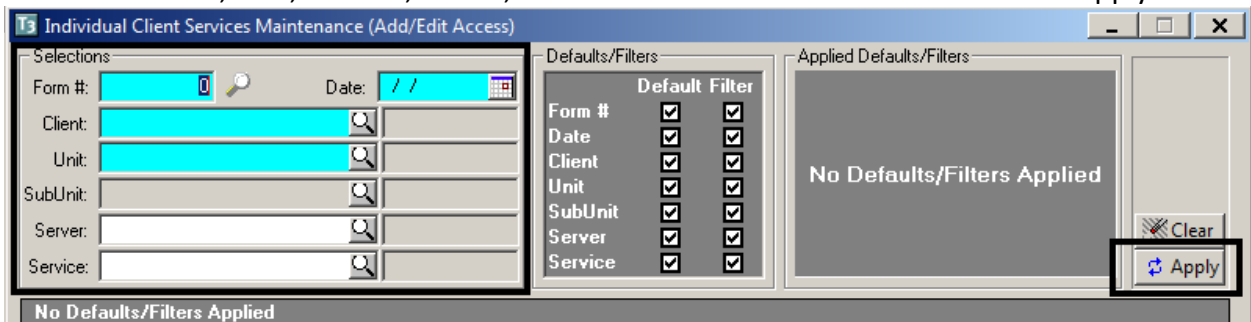 T3 Individual Client Services Maintenance (Add/Edit Access)
Selections
Form #: 0 Date: / /
Client:
Unit:
SubUnit:
Server:
Service:
Defaults/Filters
Default Filter
Form #
Date
Client
Unit
SubUnit
Server
Service
Applied Defaults/Filters
No Defaults/Filters Applied
Clear
Apply
No Defaults/Filters Applied